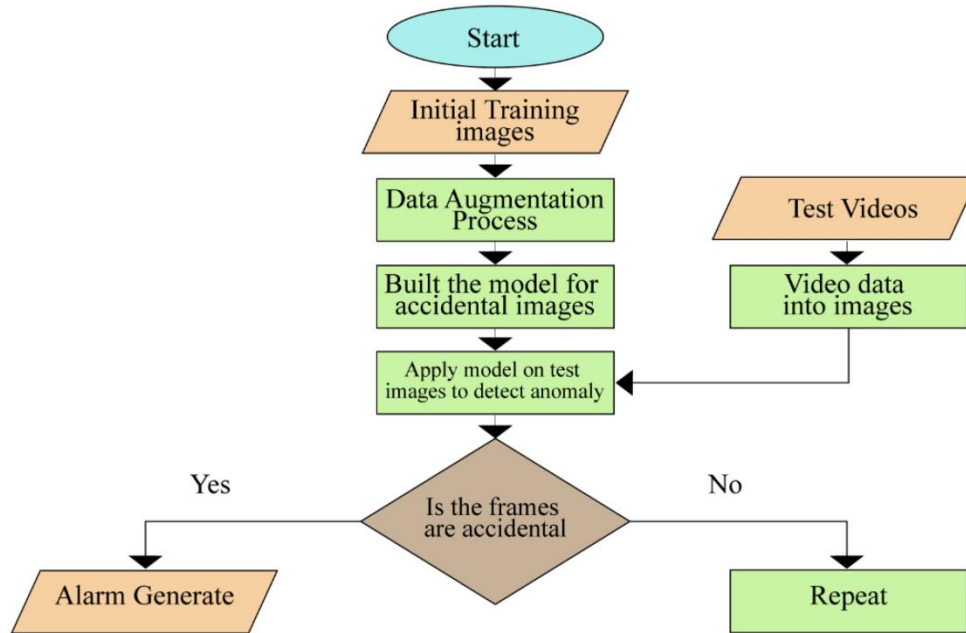 Start
Initial Training
images
Data Augmentation
Process
Test Videos
Built the model for
accidental images
Video data
into images
Apply model on test
images to detect anomaly
Yes
No
Is the frames
are accidental
Alarm Generate
Repeat